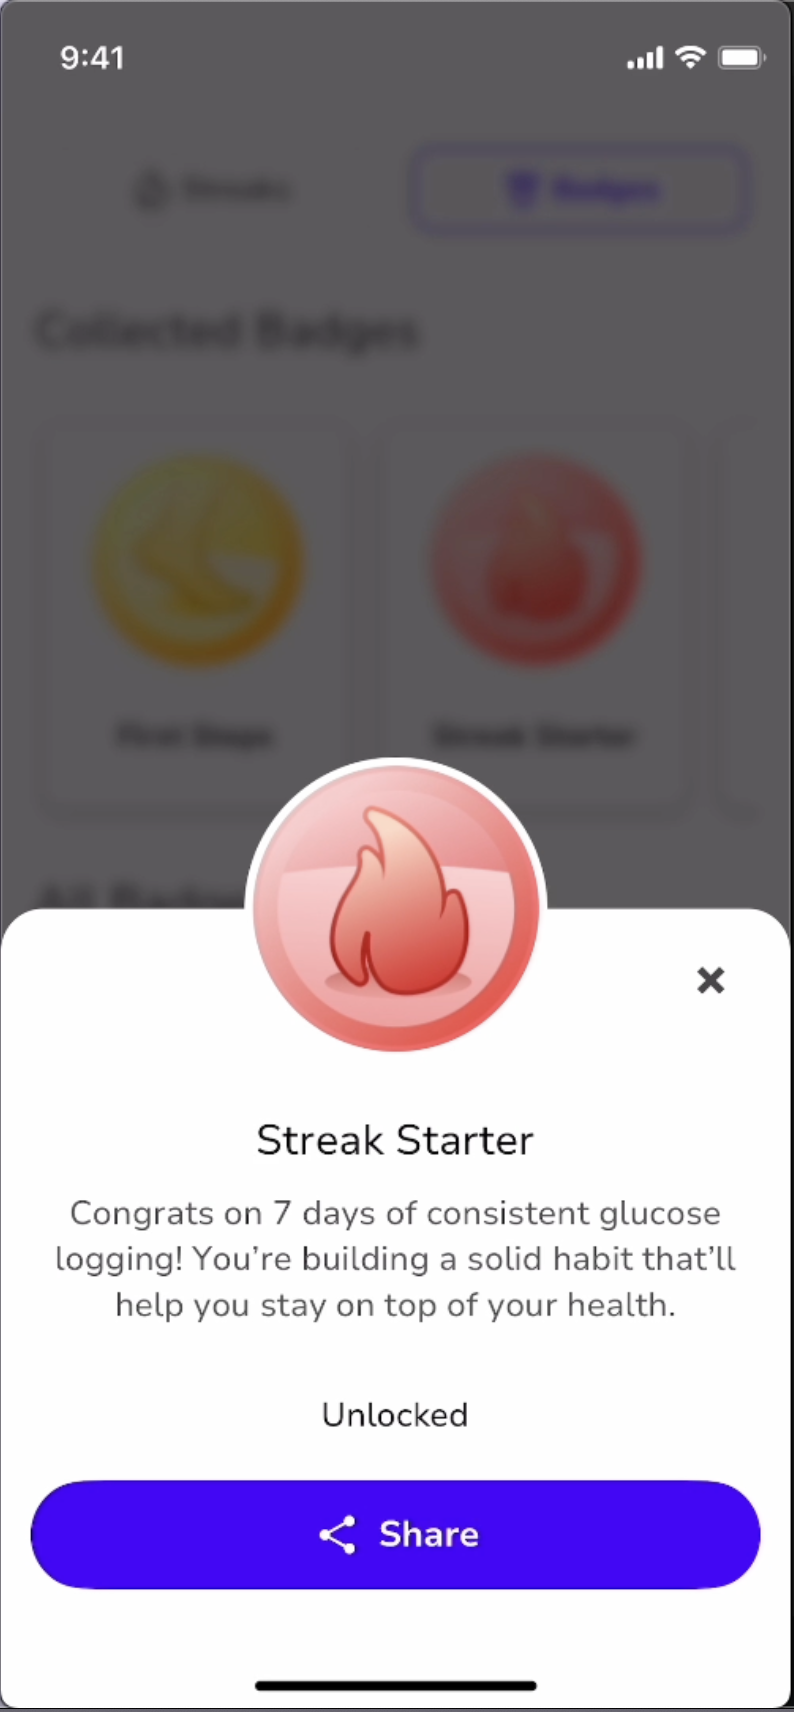 9:41
Streaks
Badges
Collected Badges
First Steps
Streak Starter
Streak Starter
Congrats on 7 days of consistent glucose
logging! You’re building a solid habit that’ll
help you stay on top of your health.
Unlocked
Share